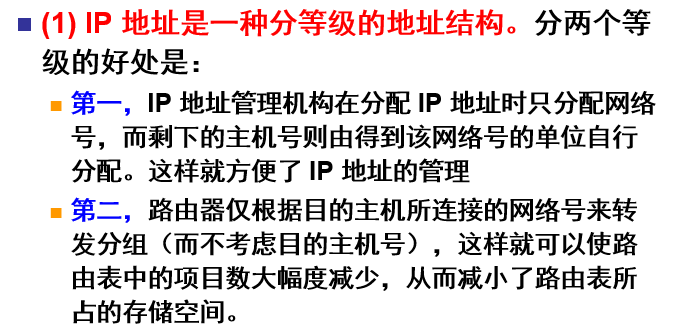 (1) IP 地址是一种分等级的地址结构。分两个等
级的好处是：
第一，IP 地址管理机构在分配 IP 地址时只分配网络
号，而剩下的主机号则由得到该网络号的单位自行
分配。这样就方便了 IP 地址的管理
第二，路由器仅根据目的主机所连接的网络号来转
发分组（而不考虑目的主机号），这样就可以使路
由表中的项目数大幅度减少，从而减小了路由表所
占的存储空间。